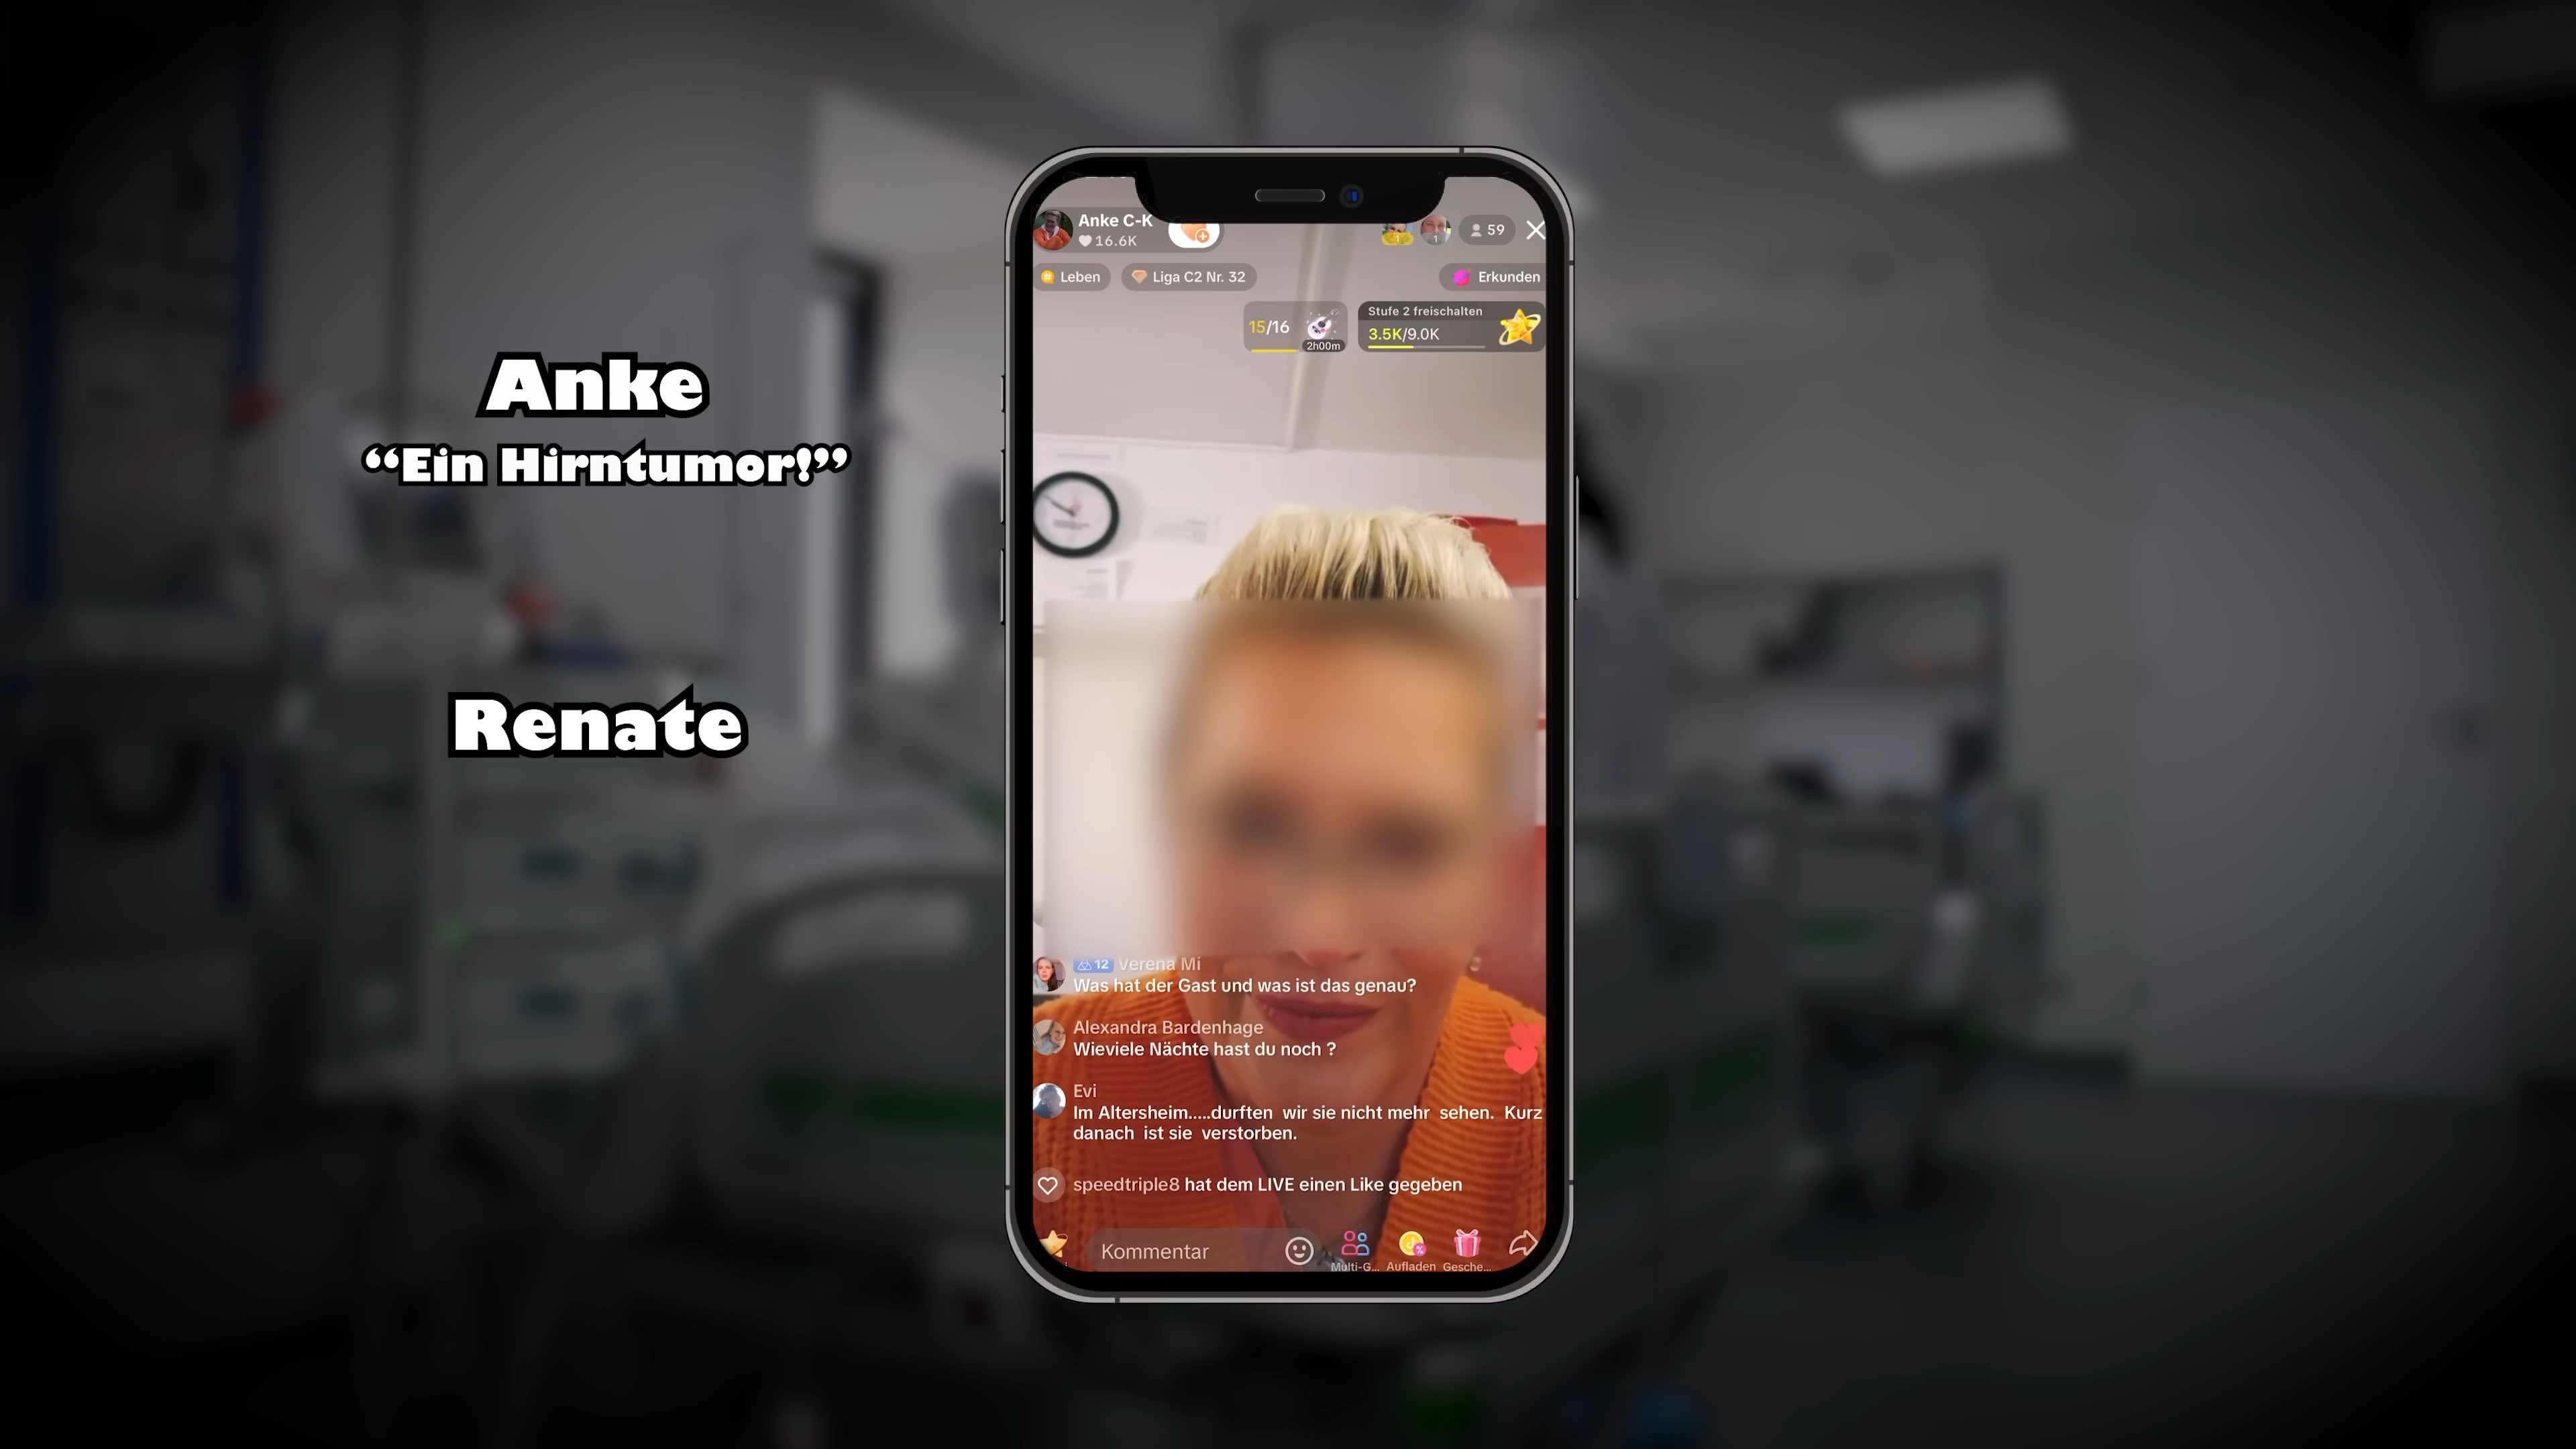 Anke
“Ein Hirntumor!”
Renate
Anke C-K
16.6K
59
Leben
Liga C2 Nr. 32
Erkunden
15/16
2h00m
Stufe 2 freischalten
3.5K/9.0K
12 Verena Mi
Was hat der Gast und was ist das genau?
Alexandra Bardenhage
Wieviele Nächte hast du noch ?
Evi
Im Altersheim.....durften wir sie nicht mehr sehen. Kurz
danach ist sie verstorben.
speedtriple8 hat dem LIVE einen Like gegeben
Kommentar
Multi-G... Aufladen Gesche...